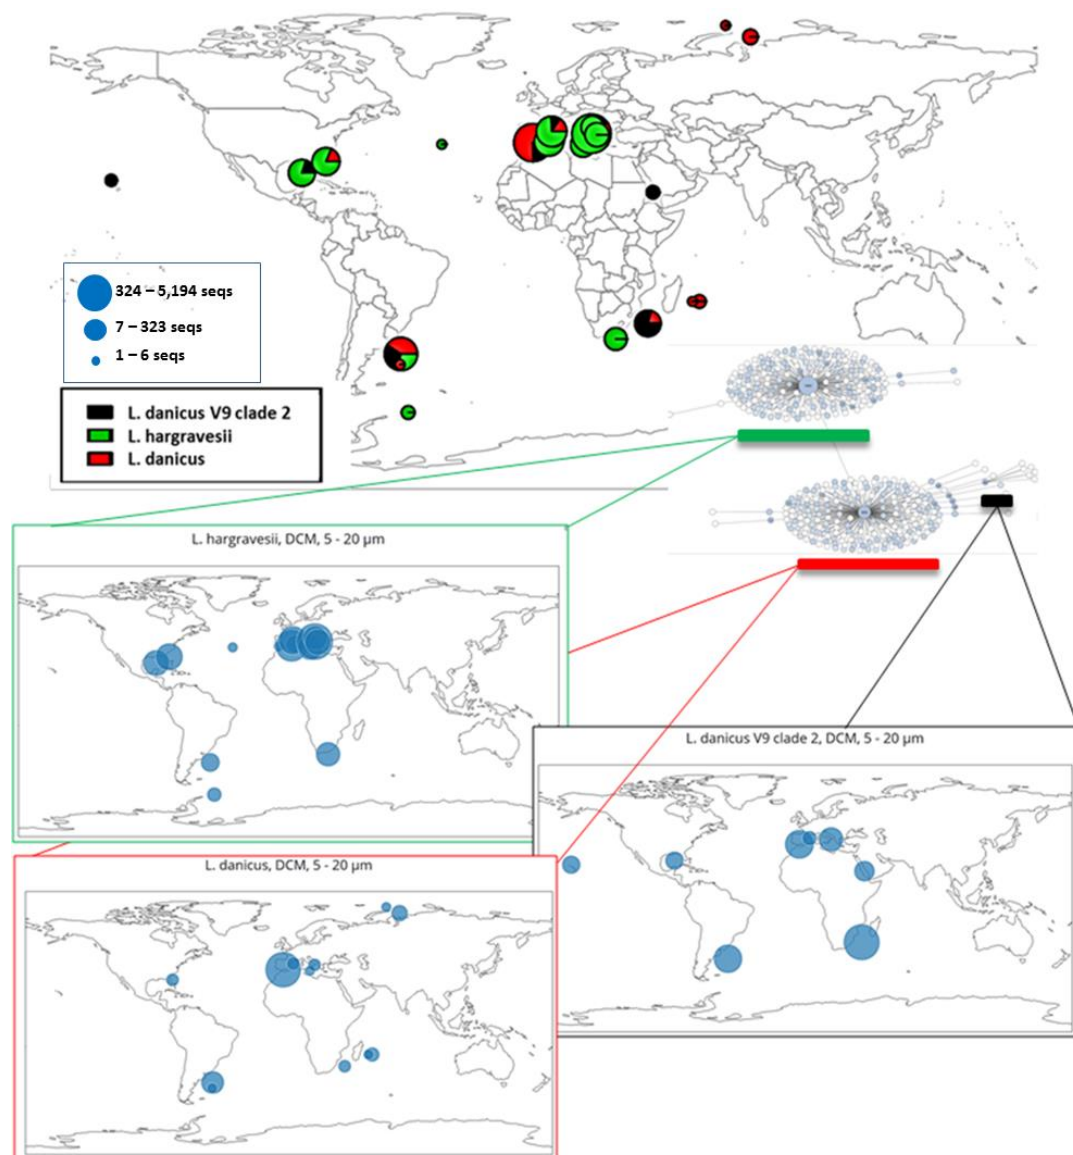 324 – 5,194 seqs
7 – 323 seqs
1 – 6 seqs
L. danicus V9 clade 2
L. hargravesii
L. danicus
L. hargravesii, DCM, 5 - 20 µm
L. danicus V9 clade 2, DCM, 5 - 20 µm
L. danicus, DCM, 5 - 20 µm